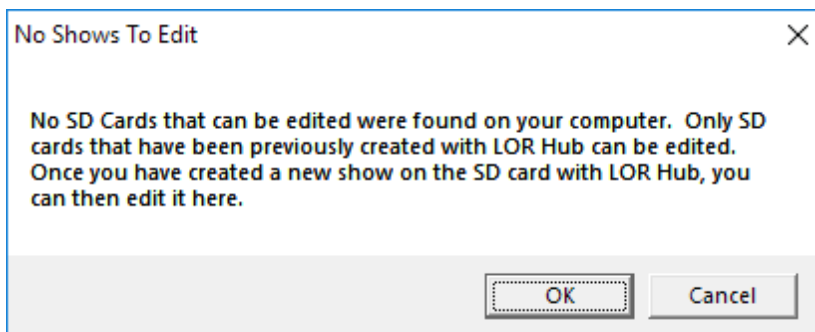 No Shows To Edit
No SD Cards that can be edited were found on your computer.  Only SD
cards that have been previously created with LOR Hub can be edited.
Once you have created a new show on the SD card with LOR Hub, you
can then edit it here.
OK
Cancel